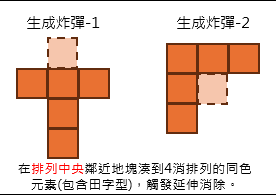 生成炸彈-1
生成炸彈-2
在排列中央鄰近地塊湊到4消排列的同色
元素(包含田字型)，觸發延伸消除。